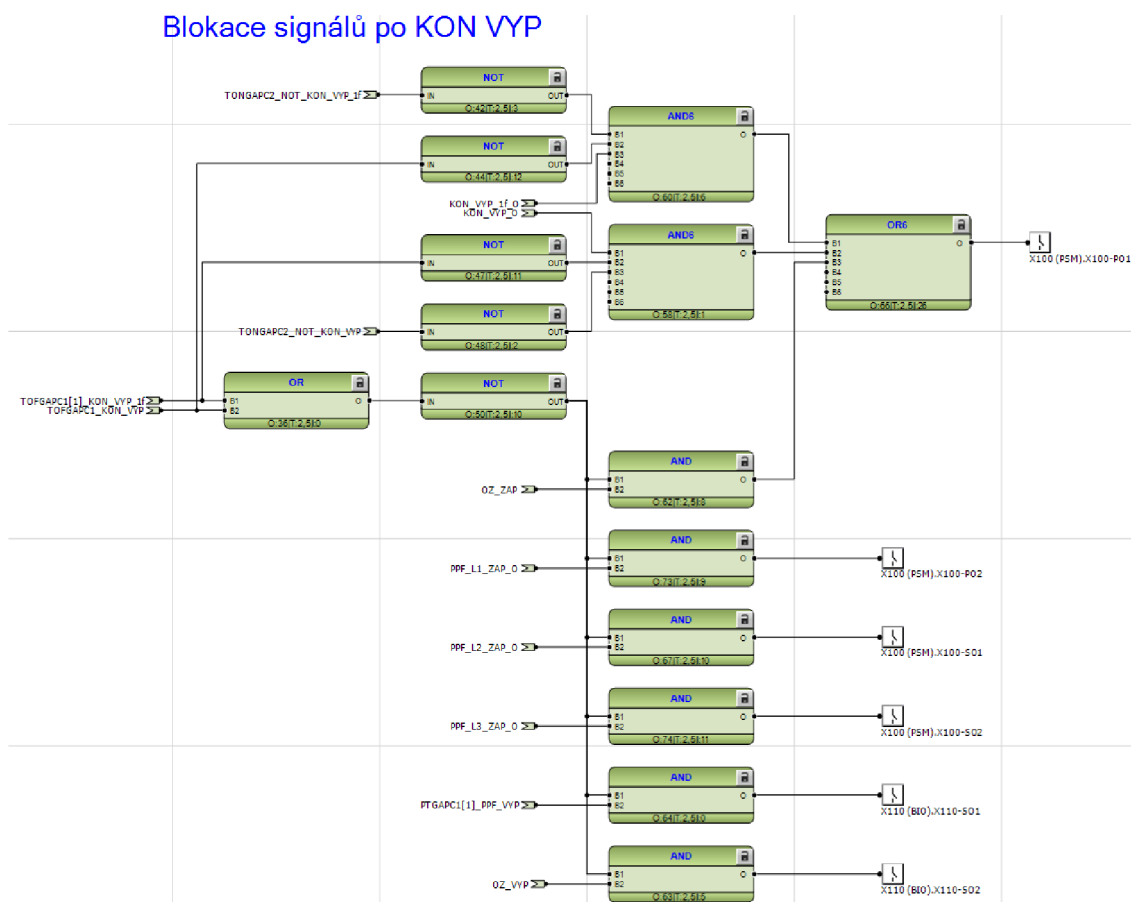 Blokace signálů po KON VYP
NOT
TONGAPC2_NOT_KON_VYP_1f
IN OUT
O:42|T:2,5|I:3
AND6
B1 O
B2
B3
B4
B5
B6
O:60|T:2,5|I:6
NOT
IN OUT
O:44|T:2,5|I:12
KON_VYP_1f_O
KON_VYP_O
AND6
B1 O
B2
B3
B4
B5
B6
O:58|T:2,5|I:1
OR6
B1 O
B2
B3
B4
B5
B6
O:66|T:2,5|I:26
X100 (PSM).X100-PO1
NOT
IN OUT
O:47|T:2,5|I:11
NOT
TONGAPC2_NOT_KON_VYP
IN OUT
O:48|T:2,5|I:2
TOFGAPC1[1]_KON_VYP_1f
TOFGAPC1_KON_VYP
OR
B1 O
B2
O:36|T:2,5|I:0
NOT
IN OUT
O:50|T:2,5|I:10
AND
B1 O
OZ_ZAP
B2
O:62|T:2,5|I:8
AND
B1 O
PPF_L1_ZAP_O
B2
O:73|T:2,5|I:9
X100 (PSM).X100-PO2
AND
B1 O
PPF_L2_ZAP_O
B2
O:67|T:2,5|I:10
X100 (PSM).X100-SO1
AND
B1 O
PPF_L3_ZAP_O
B2
O:74|T:2,5|I:11
X100 (PSM).X100-SO2
AND
B1 O
PTGAPC1[1]_PPF_VYP
B2
O:64|T:2,5|I:0
X110 (BIO).X110-SO1
AND
B1 O
OZ_VYP
B2
O:63|T:2,5|I:5
X110 (BIO).X110-SO2